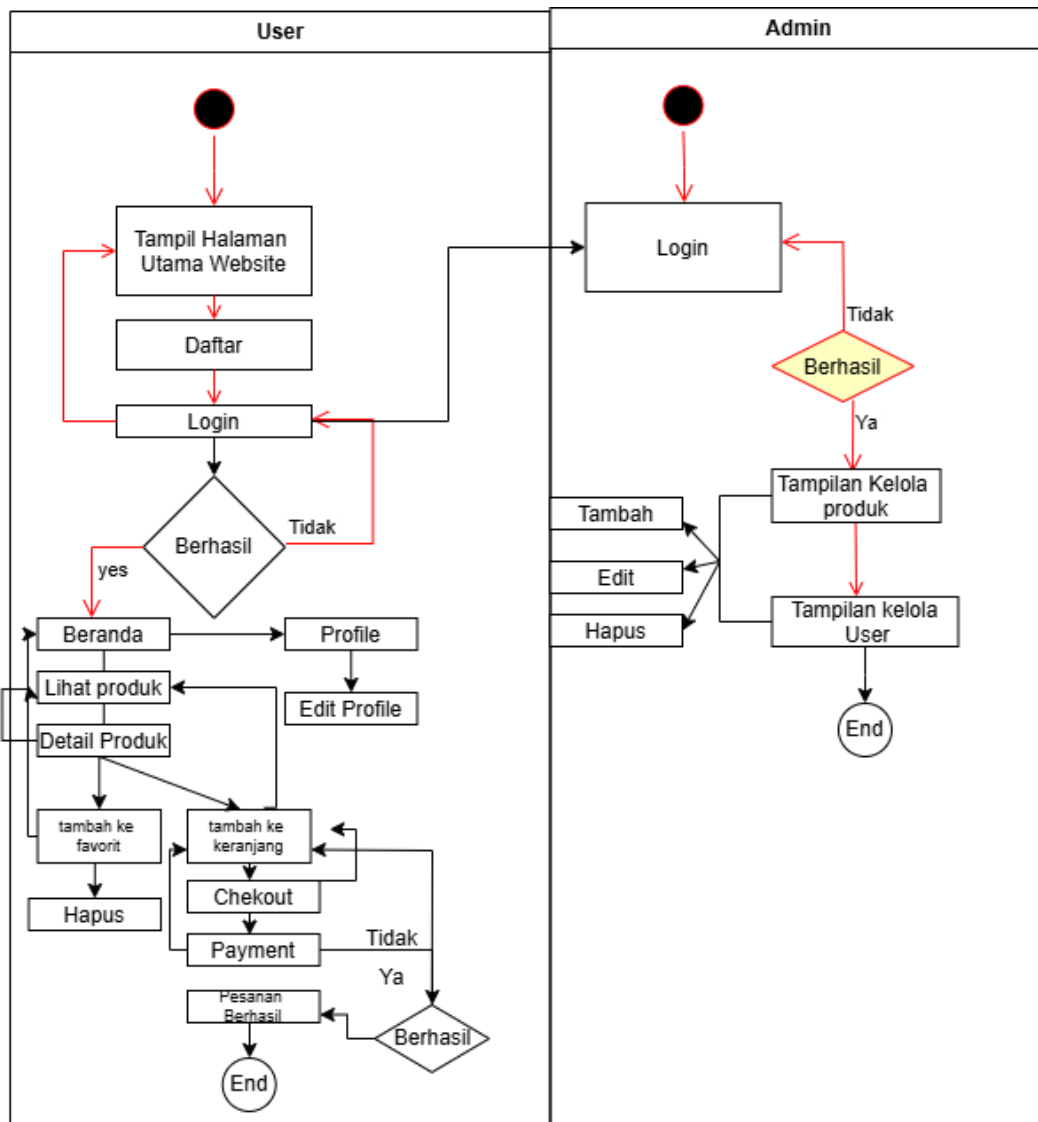 User
Tampil Halaman
Utama Website
Daftar
Login
Berhasil
Tidak
yes
Beranda
Profile
Lihat produk
Edit Profile
Detail Produk
tambah ke
favorit
tambah ke
keranjang
Hapus
Chekout
Payment
Tidak
Ya
Pesanan
Berhasil
Berhasil
End
Admin
Login
Tidak
Berhasil
Ya
Tampilan Kelola
produk
Tambah
Edit
Hapus
Tampilan kelola
User
End